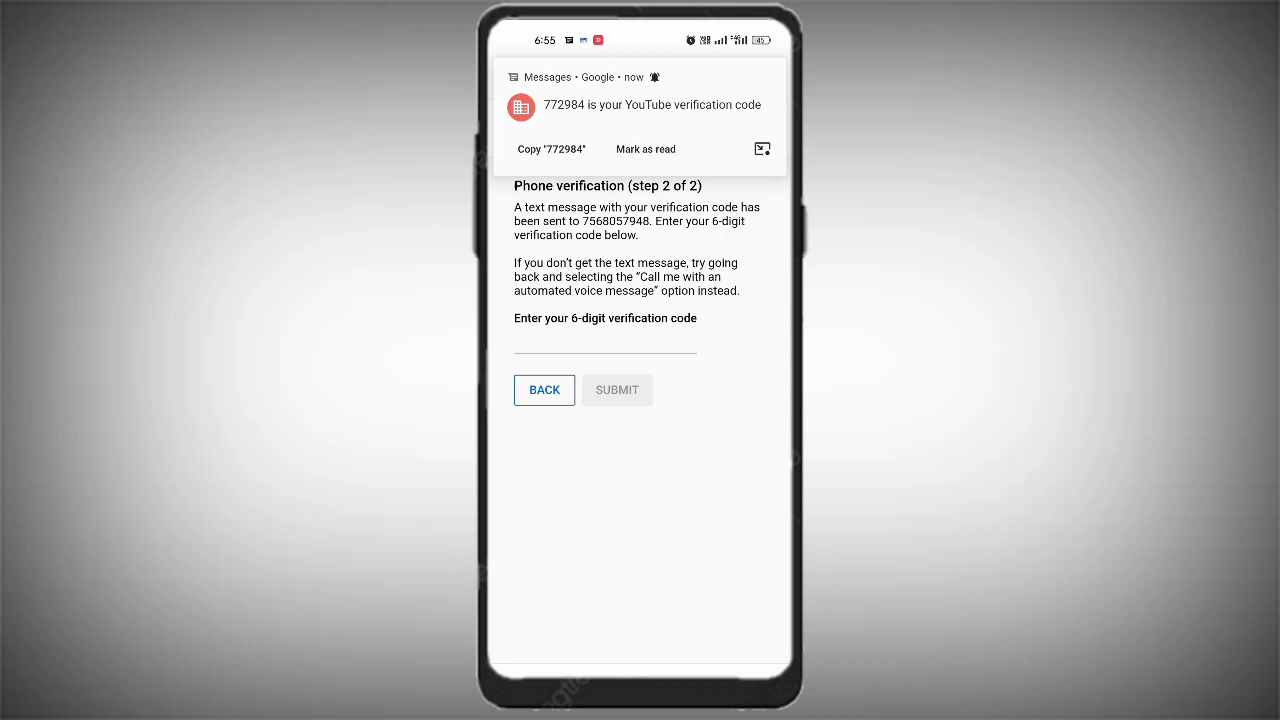 6:55
45
Messages • Google • now
772984 is your YouTube verification code
Copy "772984" Mark as read
Phone verification (step 2 of 2)
A text message with your verification code has
been sent to 7568057948. Enter your 6-digit
verification code below.
If you don’t get the text message, try going
back and selecting the “Call me with an
automated voice message” option instead.
Enter your 6-digit verification code
BACK SUBMIT